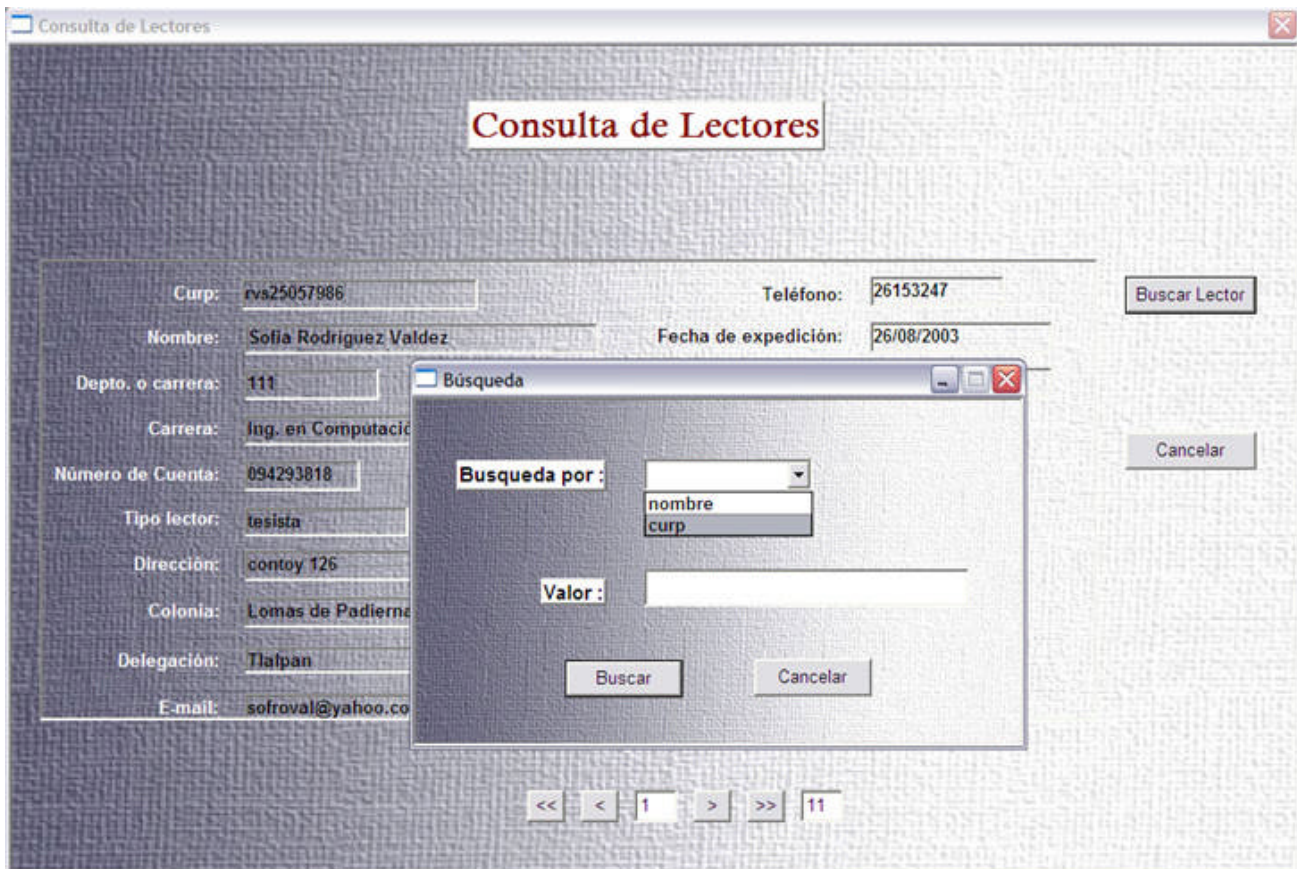 Consulta de Lectores
Consulta de Lectores
Curp: rvs25057986 Teléfono: 26153247 Buscar Lector
Nombre: Sofia Rodriguez Valdez Fecha de expedición: 26/08/2003
Depto. o carrera: 111
Búsqueda
Carrera: Ing. en Computació
Cancelar
Número de Cuenta: 094293818
Busqueda por :
nombre
curp
Tipo lector: tesista
Dirección: contoy 126
Valor :
Colonia: Lomas de Padierna
Delegación: Tlalpan
Buscar Cancelar
E-mail: sofroval@yahoo.co
<< < 1 > >> 11